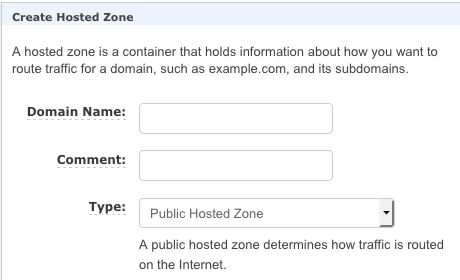 Create Hosted Zone
A hosted zone is a container that holds information about how you want to
route traffic for a domain, such as example.com, and its subdomains.
Domain Name:
Comment:
Type:
Public Hosted Zone
A public hosted zone determines how traffic is routed
on the Internet.